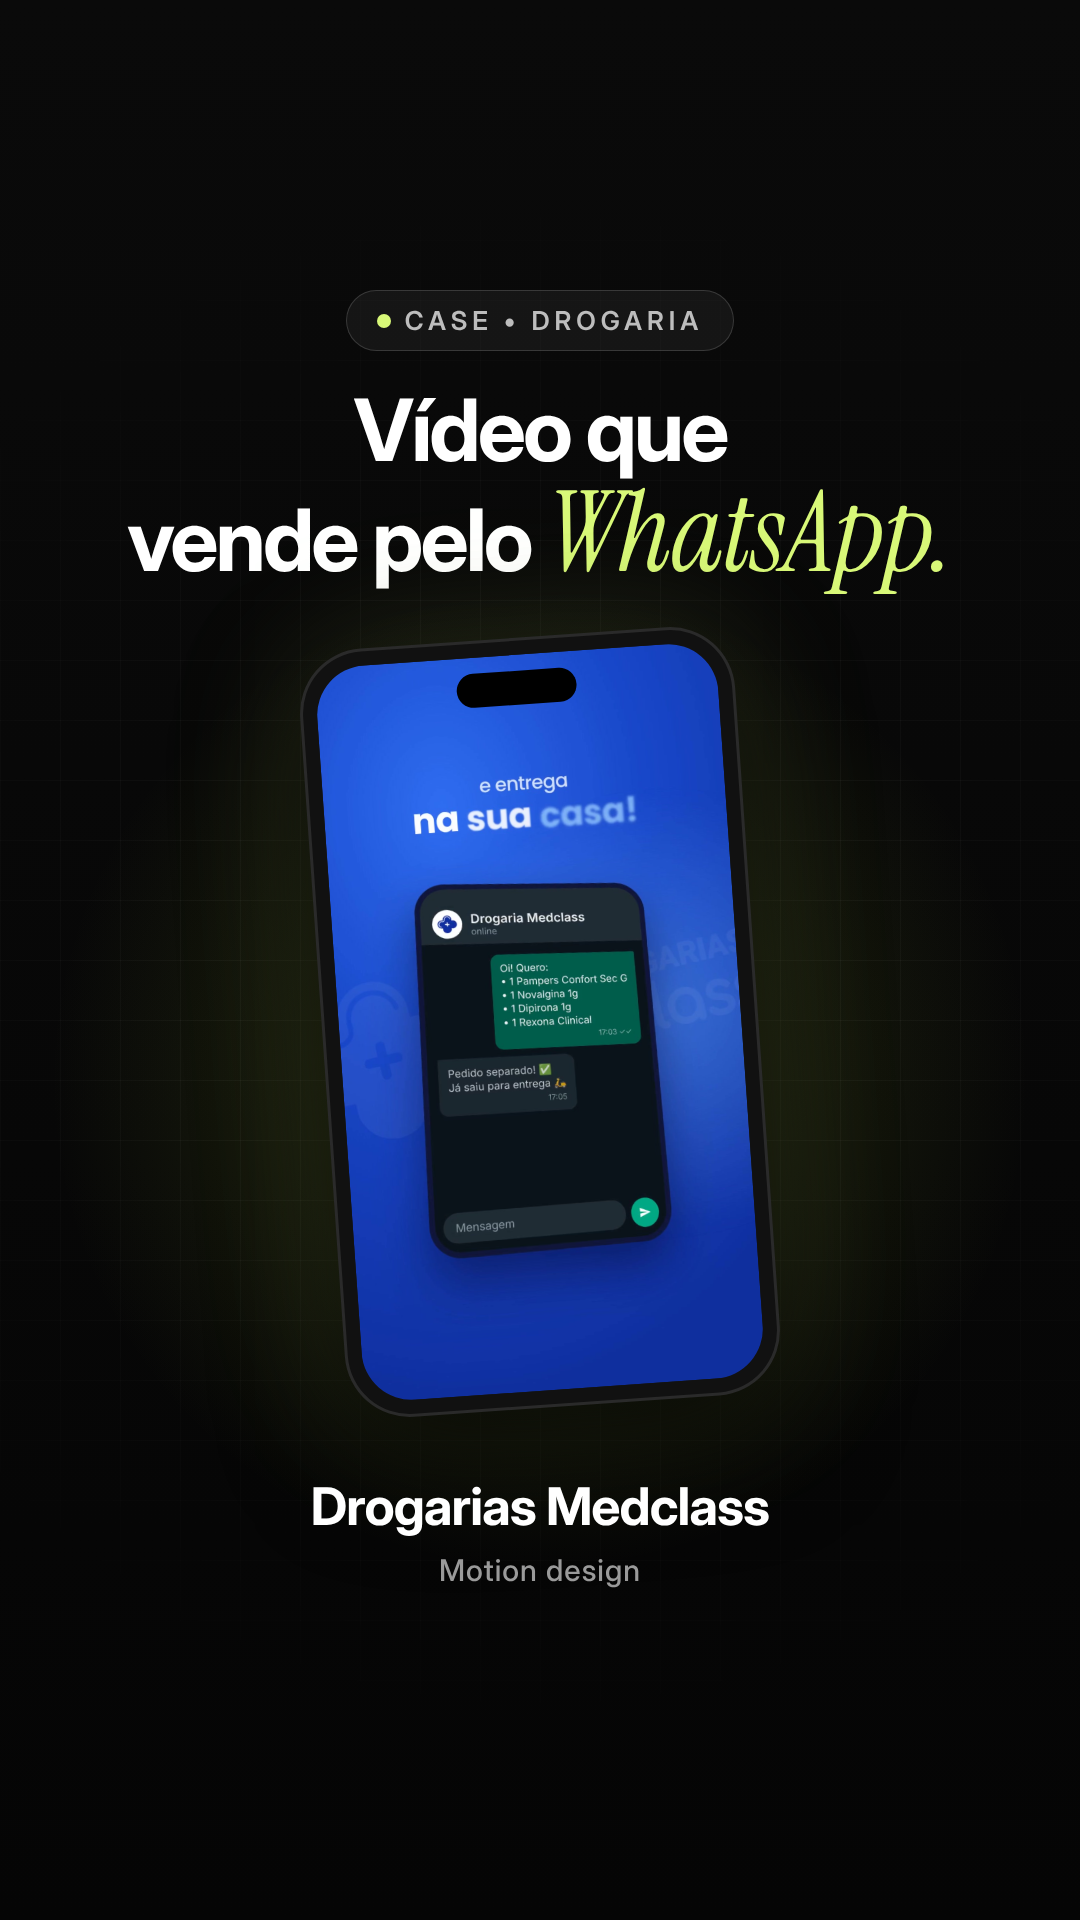 CASE • DROGARIA
Vídeo que
vende pelo WhatsApp.
e entrega
na sua casa!
Drogaria Medclass
online
Oi! Quero:
• 1 Pampers Confort Sec G
• 1 Novalgina 1g
• 1 Dipirona 1g
• 1 Rexona Clinical
17:03 ✓✓
Pedido separado! ✅
Já saiu para entrega 🛵
17:05
Mensagem
Drogarias Medclass
Motion design